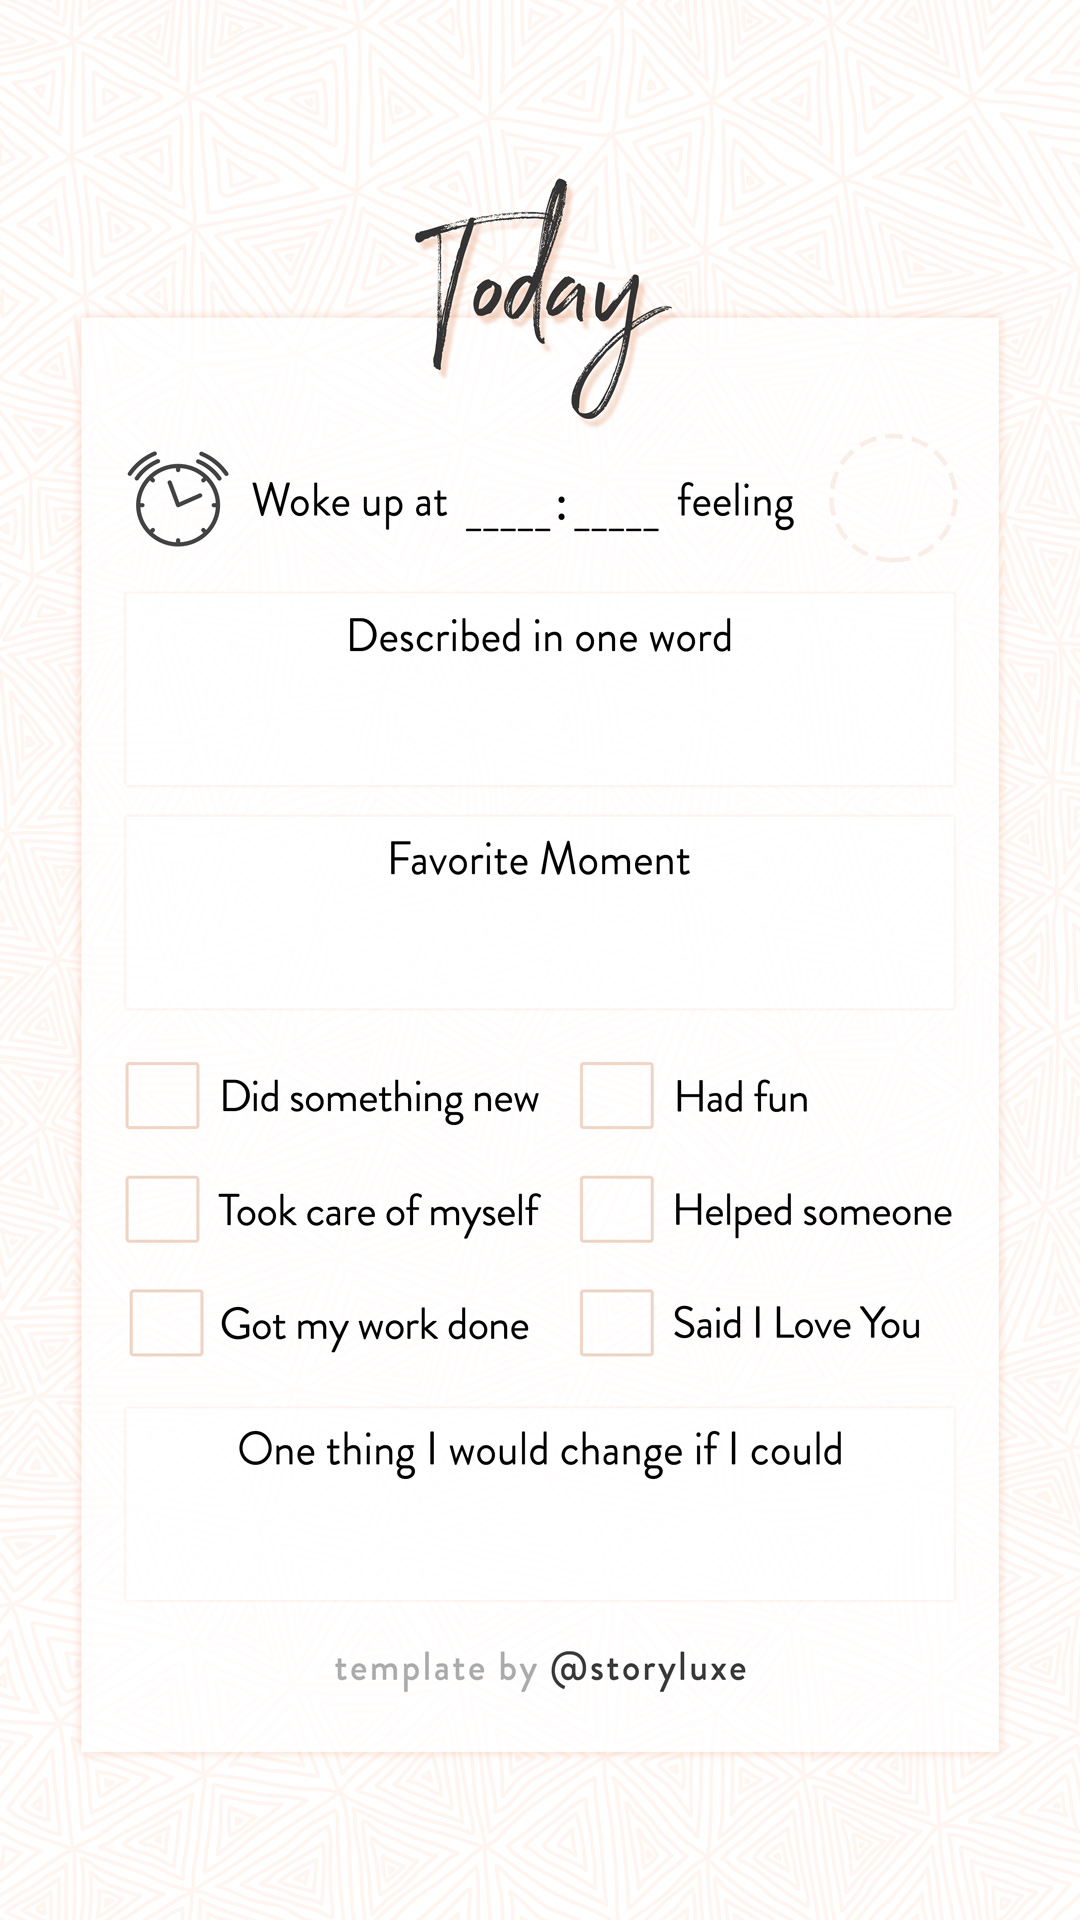 Today
Woke up at _____:_____ feeling
Described in one word
Favorite Moment
Did something new
Had fun
Took care of myself
Helped someone
Got my work done
Said I Love You
One thing I would change if I could
template by @storyluxe